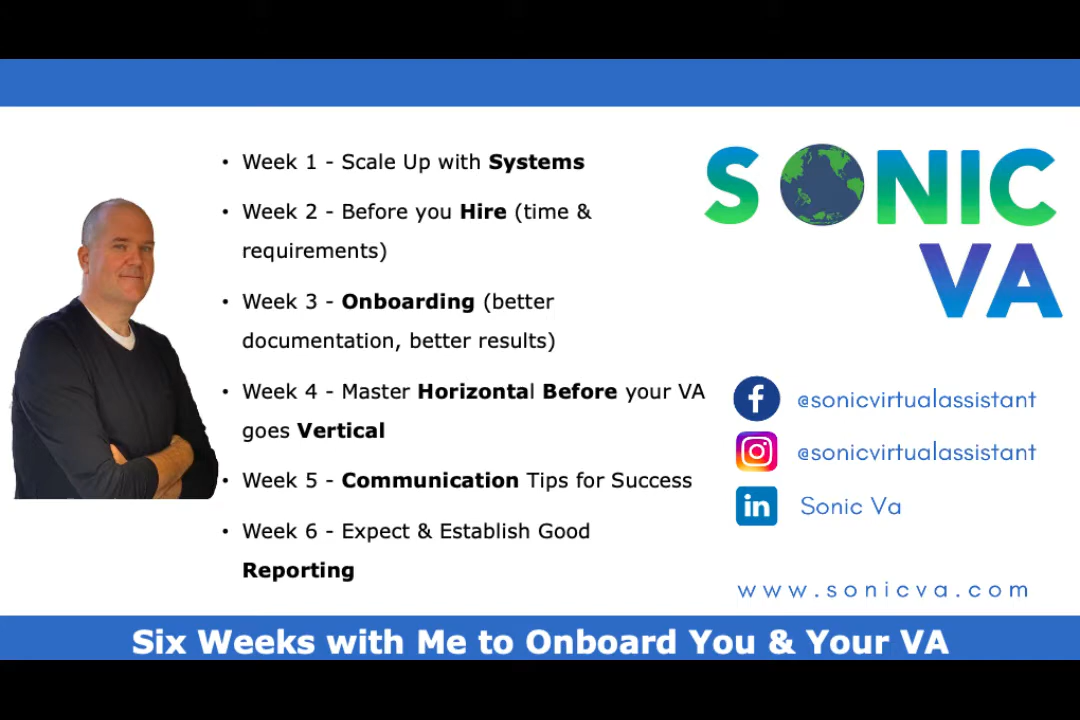 • Week 1 - Scale Up with Systems
• Week 2 - Before you Hire (time &
requirements)
• Week 3 - Onboarding (better
documentation, better results)
• Week 4 - Master Horizontal Before your VA
goes Vertical
• Week 5 - Communication Tips for Success
• Week 6 - Expect & Establish Good
Reporting
SONIC
VA
@sonicvirtualassistant
@sonicvirtualassistant
in Sonic Va
www.sonicva.com
Six Weeks with Me to Onboard You & Your VA